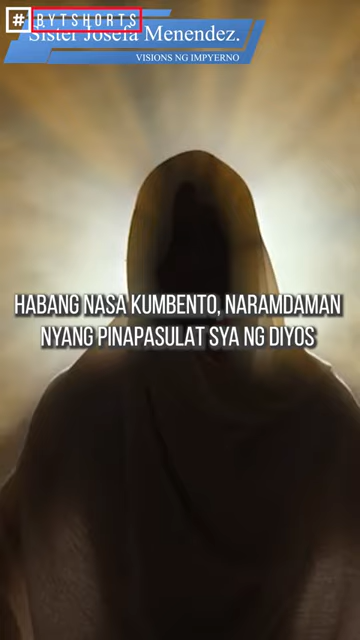 # BYTSHORTS
Sister Josefa Menendez.
VISIONS NG IMPYERNO
HABANG NASA KUMBENTO, NARAMDAMAN
NYANG PINAPASULAT SYA NG DIYOS